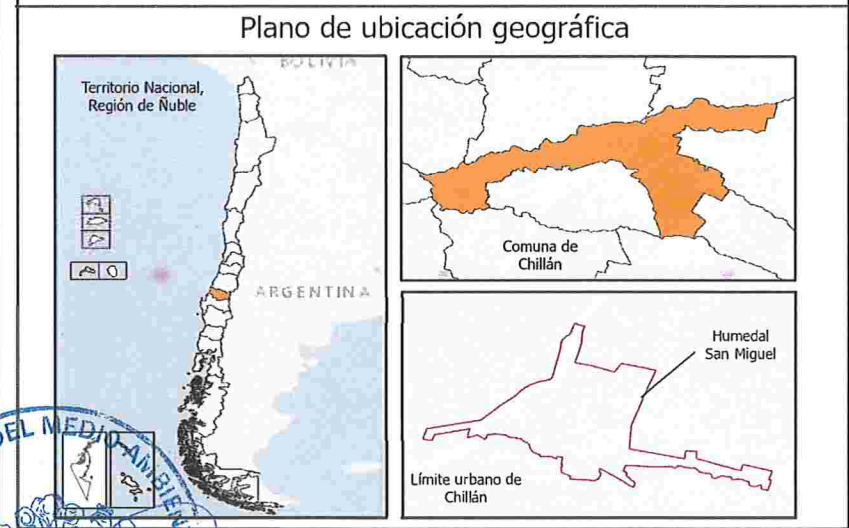 Plano de ubicación geográfica
BOLIVIA
Territorio Nacional,
Región de Ñuble
ARGENTINA
Comuna de
Chillán
Humedal
San Miguel
Límite urbano de
Chillán
DEL MEDIO AMBIEN